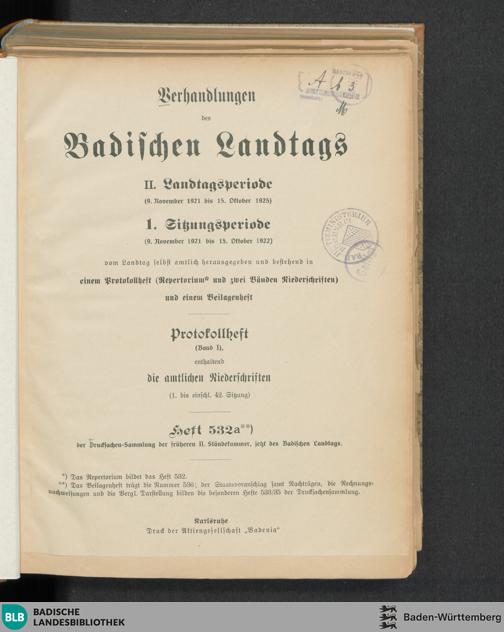 Verhandlungen
des
Badischen Landtags
II. Landtagsperiode
(9. November 1921 bis 15. Oktober 1925)
1. Sitzungsperiode
(9. November 1921 bis 15. Oktober 1922)
vom Landtag selbst amtlich herausgegeben und bestehend in
einem Protokollheft (Repertorium* und zwei Bänden Niederschriften)
und einem Beilagenheft
Protokollheft
(Band I),
enthaltend
die amtlichen Niederschriften
(1. bis einschl. 42. Sitzung)
Heft 532a**)
der Drucksachen-Sammlung der früheren II. Ständekammer, jetzt des Badischen Landtags.
*) Das Repertorium bildet das Heft 532.
**) Das Beilagenheft trägt die Nummer 536; der Staatsvoranschlag samt Nachträgen, die Rechnungs-
nachweisungen und die Vergl. Darstellung bilden die besonderen Hefte 533/35 der Drucksachensammlung.
Karlsruhe
Druck der Aktiengesellschaft „Badenia“
BLB
BADISCHE
LANDESBIBLIOTHEK
Baden-Württemberg